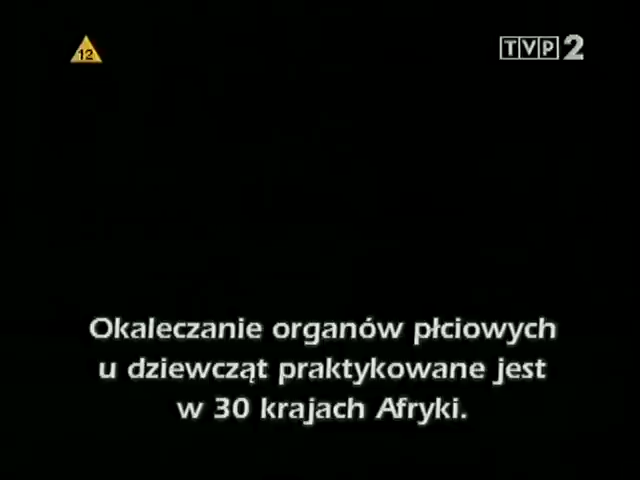 12
TVP2
Okaleczanie organów płciowych
u dziewcząt praktykowane jest
w 30 krajach Afryki.